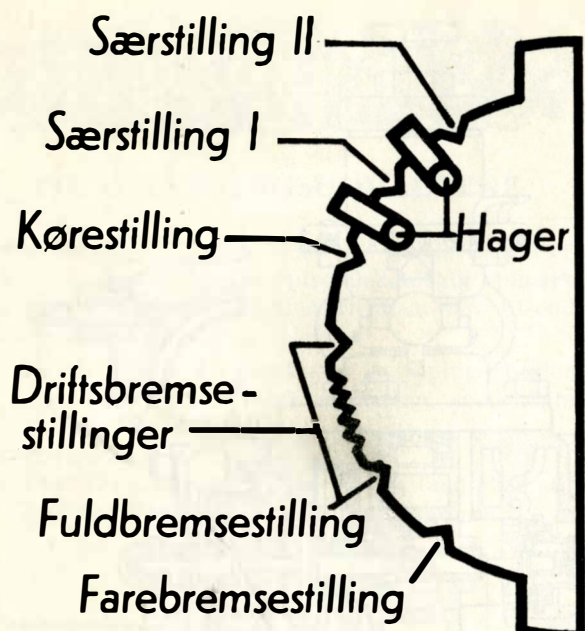 Særstilling II
Særstilling I
Kørestilling
Hager
Driftsbremse-
stillinger
Fuldbremsestilling
Farebremsestilling